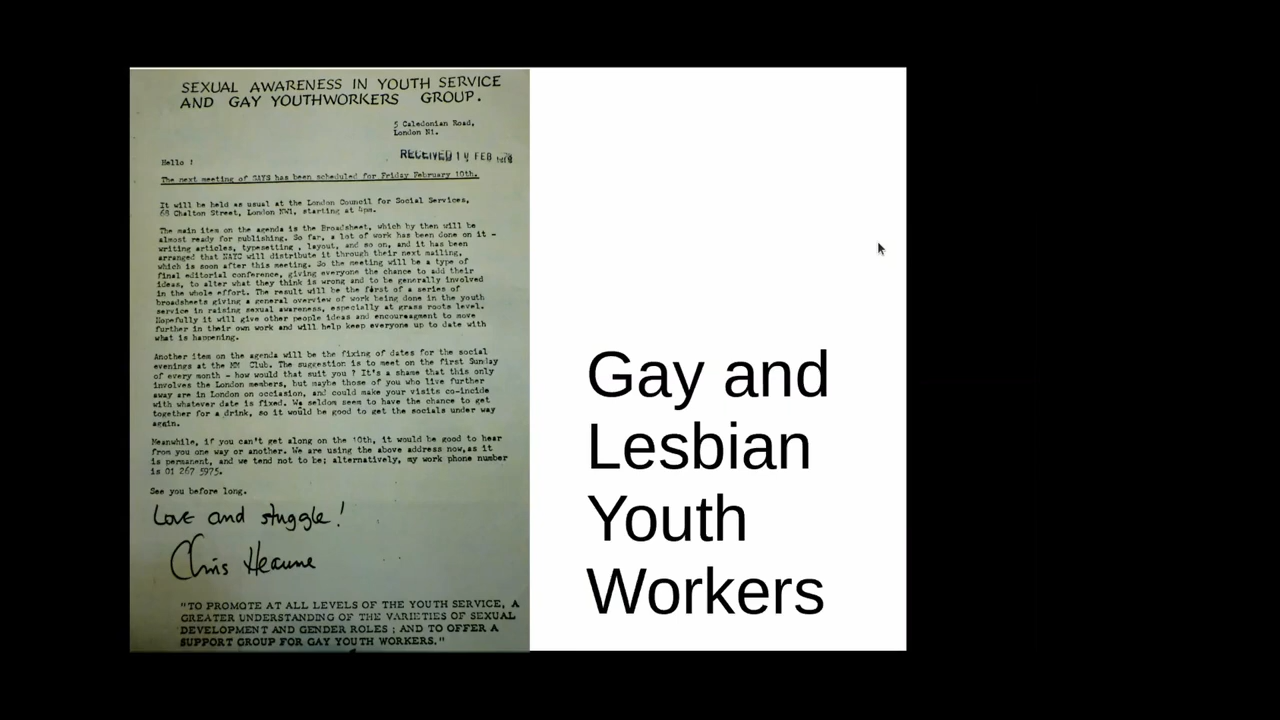 SEXUAL AWARENESS IN YOUTH SERVICE
AND GAY YOUTHWORKERS GROUP.
5 Caledonian Road,
London N1.
RECEIVED 10 FEB
Hello !
The next meeting of GAYS has been scheduled for Friday February 10th.
It will be held as usual at the London Council for Social Services,
68 Chalton Street, London NW1, starting at 4pm.
The main item on the agenda is the Broadsheet, which by then will be
almost ready for publishing. So far, a lot of work has been done on it -
writing articles, typesetting , layout, and so on, and it has been
arranged that NAYC will distribute it through their next mailing,
which is soon after this meeting. So the meeting will be a type of
final editorial conference, giving everyone the chance to add their
ideas, to alter what they think is wrong and to be generally involved
in the whole effort. The result will be the first of a series of
broadsheets giving a general overview of work being done in the youth
service in raising sexual awareness, especially at grass roots level.
Hopefully it will give other people ideas and encouragment to move
further in their own work and will help keep everyone up to date with
what is happening.
Another item on the agenda will be the fixing of dates for the social
evenings at the MM Club. The suggestion is to meet on the first Sunday
of every month - how would that suit you ? It's a shame that this only
involves the London members, but maybe those of you who live further
away are in London on occasion, and could make your visits co-incide
with whatever date is fixed. We seldom seem to have the chance to get
together for a drink, so it would be good to get the socials under way
again.
Meanwhile, if you can't get along on the 10th, it would be good to hear
from you one way or another. We are using the above address now,as it
is permanent, and we tend not to be; alternatively, my work phone number
is 01 267 5975.
See you before long.
Love and stuggle!
Chris Heaume
"TO PROMOTE AT ALL LEVELS OF THE YOUTH SERVICE, A
GREATER UNDERSTANDING OF THE VARIETIES OF SEXUAL
DEVELOPMENT AND GENDER ROLES ; AND TO OFFER A
SUPPORT GROUP FOR GAY YOUTH WORKERS."
Gay and
Lesbian
Youth
Workers